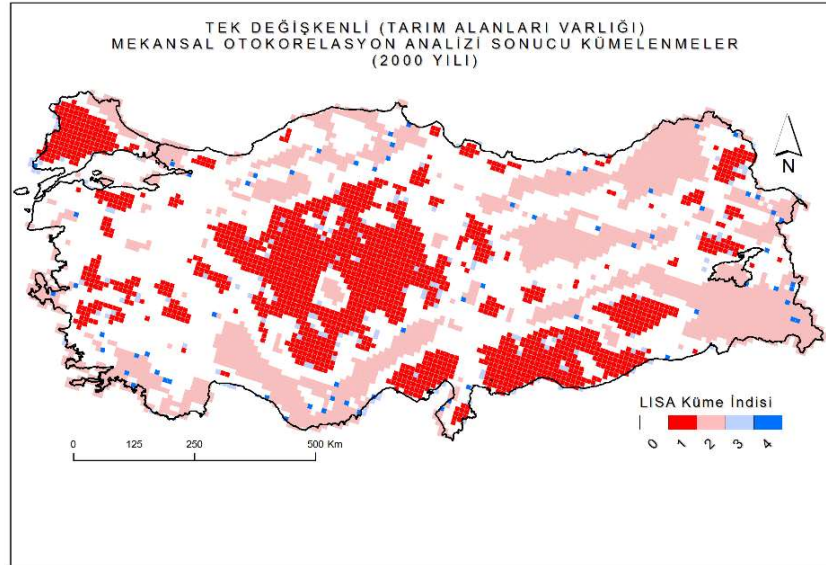 TEK DEĞİŞKENLİ (TARIM ALANLARI VARLIĞI)
MEKANSAL OTOKORELASYON ANALİZİ SONUCU KÜMELENMELER
(2000 YILI)
N
LISA Küme İndisi
0 1 2 3 4
0 125 250 500 Km